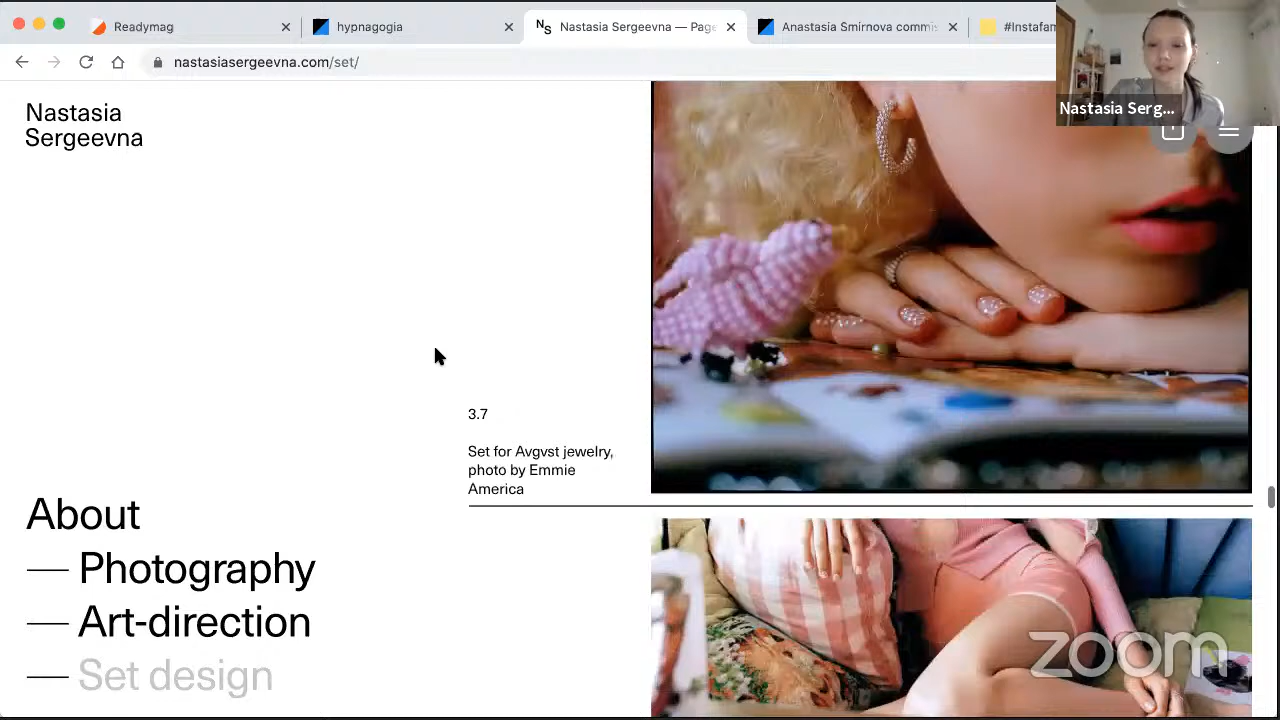 Readymag
hypnagogia
Nastasia Sergeevna — Page
Anastasia Smirnova commis
#Instafam
nastasiasergeevna.com/set/
Nastasia Serg...
Nastasia
Sergeevna
3.7
Set for Avgvst jewelry,
photo by Emmie
America
About
— Photography
— Art-direction
— Set design
zoom